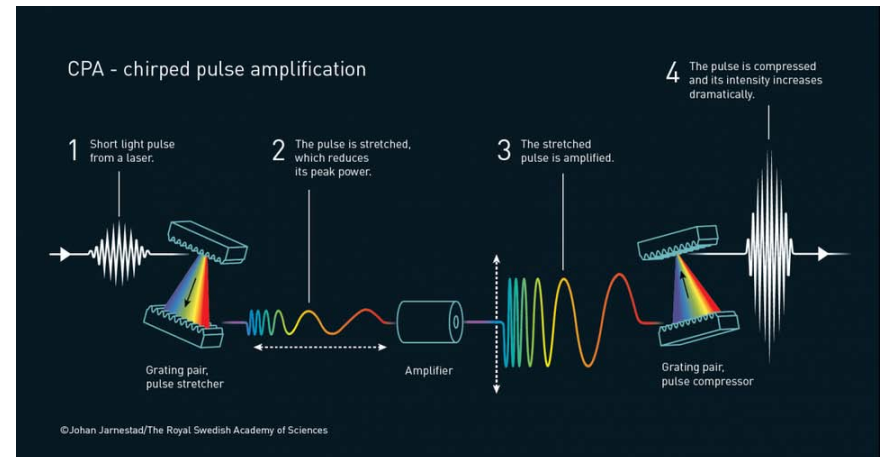 CPA - chirped pulse amplification
1
Short light pulse
from a laser.
2
The pulse is stretched,
which reduces
its peak power.
3
The stretched
pulse is amplified.
4
The pulse is compressed
and its intensity increases
dramatically.
Grating pair,
pulse stretcher
Amplifier
Grating pair,
pulse compressor
©Johan Jarnestad/The Royal Swedish Academy of Sciences